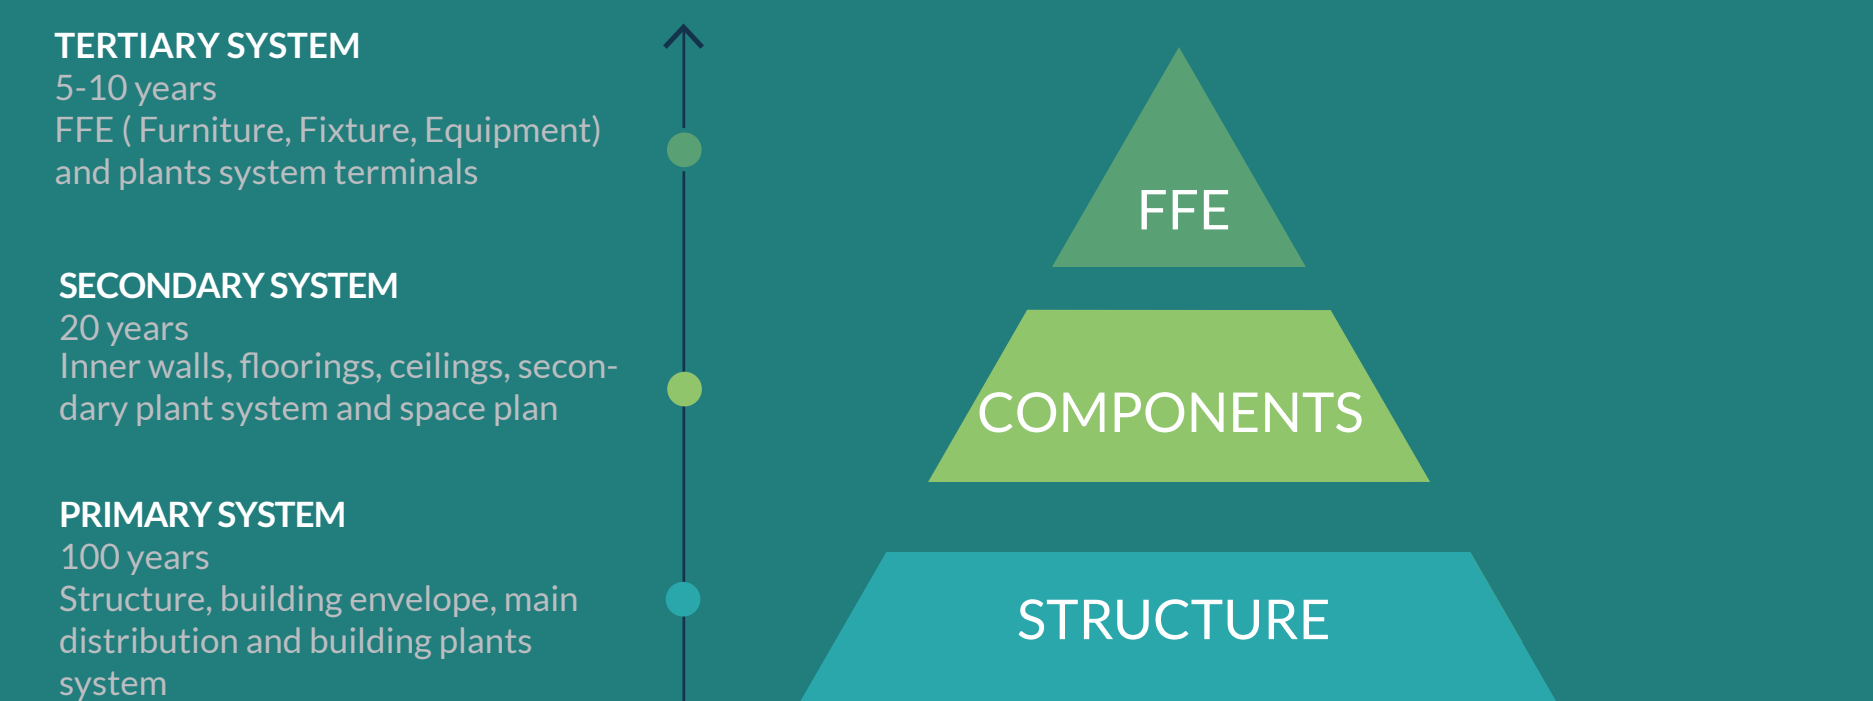 TERTIARY SYSTEM
5-10 years
FFE ( Furniture, Fixture, Equipment)
and plants system terminals
SECONDARY SYSTEM
20 years
Inner walls, floorings, ceilings, secon-
dary plant system and space plan
PRIMARY SYSTEM
100 years
Structure, building envelope, main
distribution and building plants
system
FFE
COMPONENTS
STRUCTURE